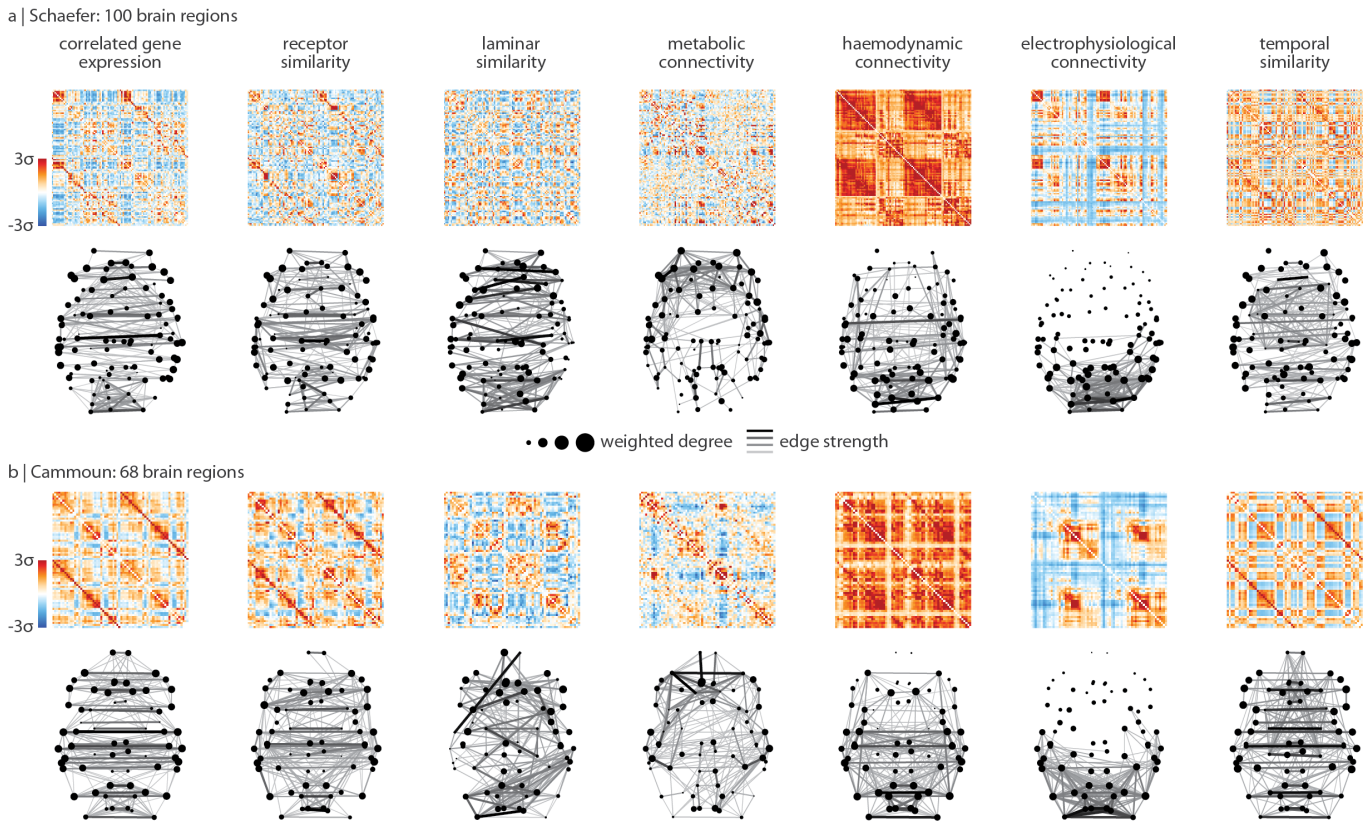 a | Schaefer: 100 brain regions
correlated gene
expression
receptor
similarity
laminar
similarity
metabolic
connectivity
haemodynamic
connectivity
electrophysiological
connectivity
temporal
similarity
3σ
-3σ
weighted degree
edge strength
b | Cammoun: 68 brain regions
3σ
-3σ